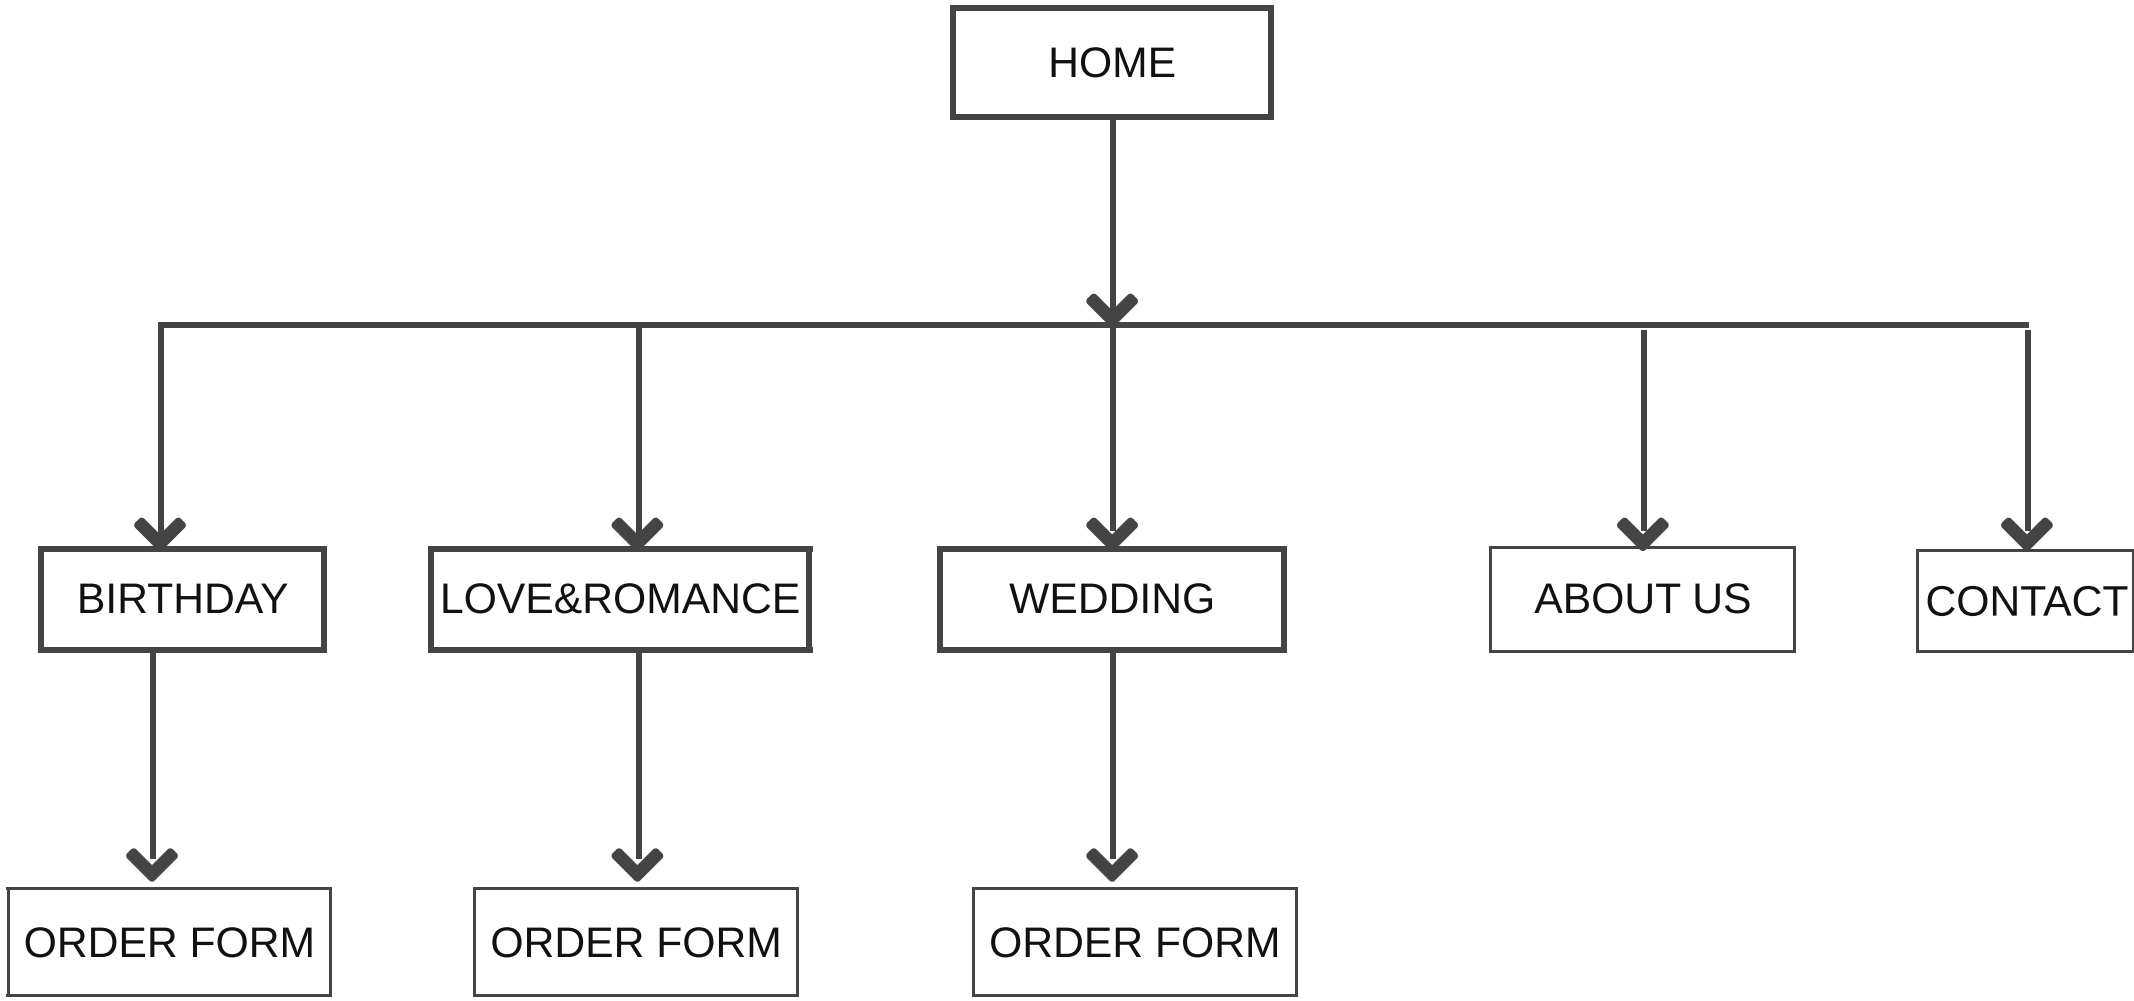 HOME
BIRTHDAY
LOVE&ROMANCE
WEDDING
ABOUT US
CONTACT
ORDER FORM
ORDER FORM
ORDER FORM